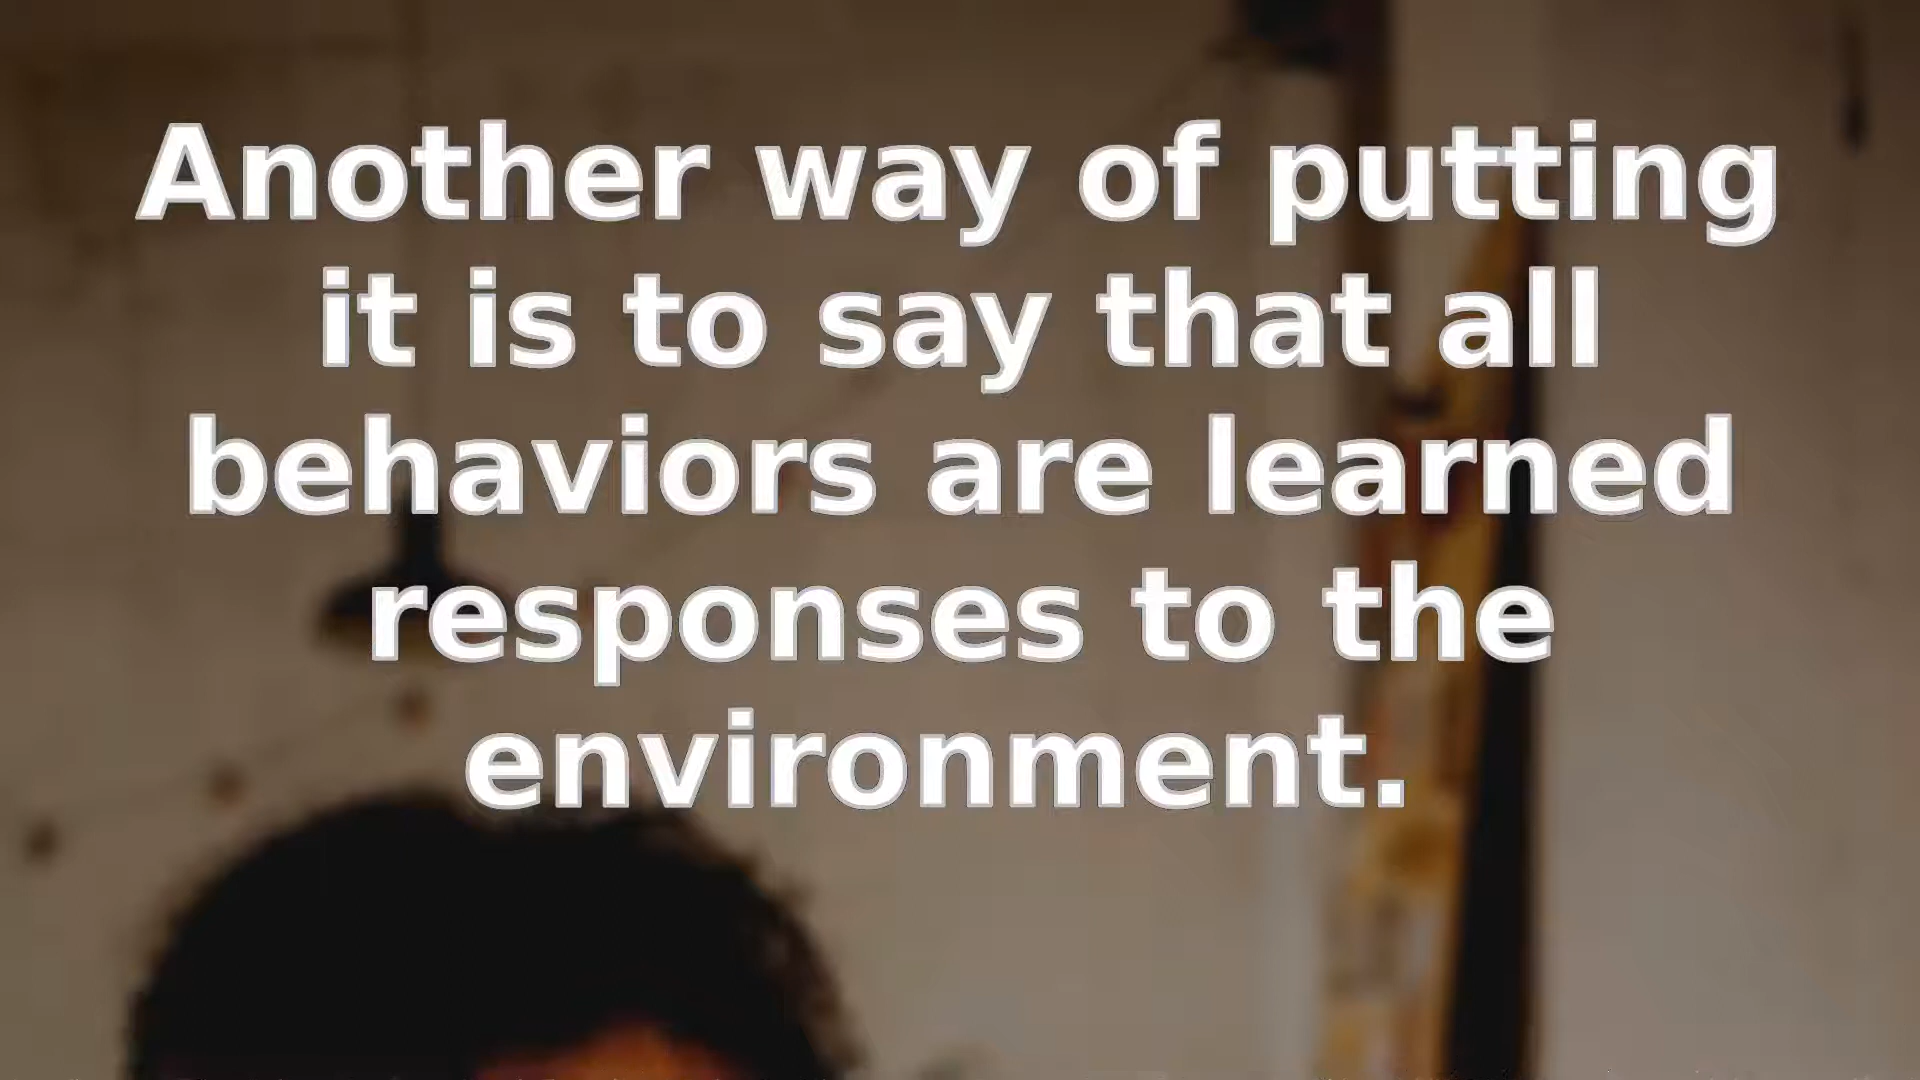 Another way of putting
it is to say that all
behaviors are learned
responses to the
environment.